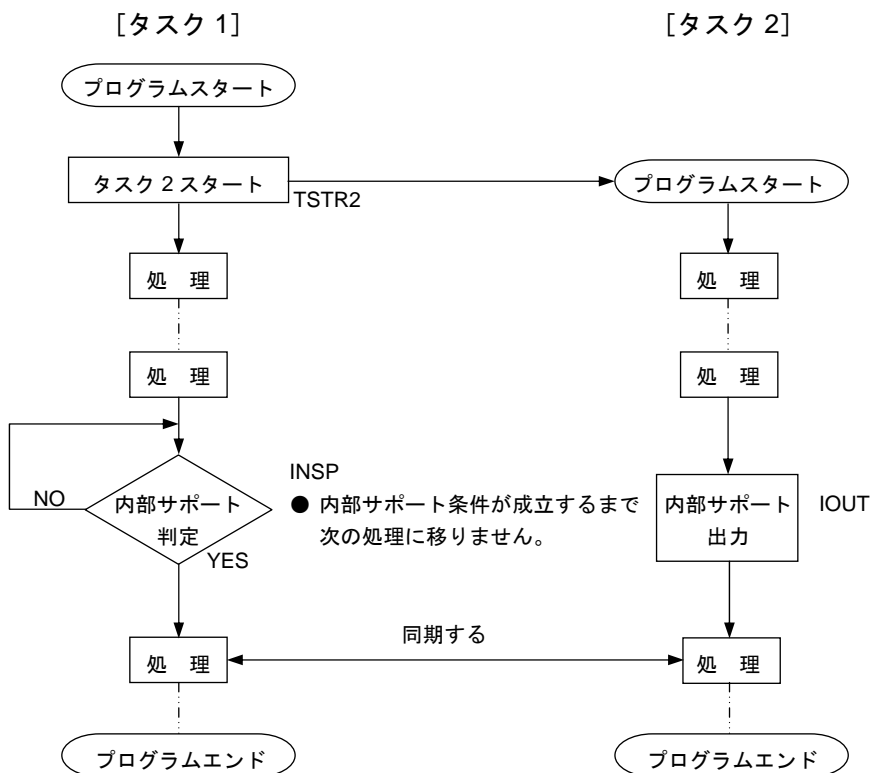 ［タスク 1］
［タスク 2］
プログラムスタート
タスク 2 スタート
TSTR2
プログラムスタート
処　理
処　理
処　理
処　理
INSP
NO
内部サポート
判定
YES
● 内部サポート条件が成立するまで
次の処理に移りません。
内部サポート
出力
IOUT
同期する
処　理
処　理
プログラムエンド
プログラムエンド